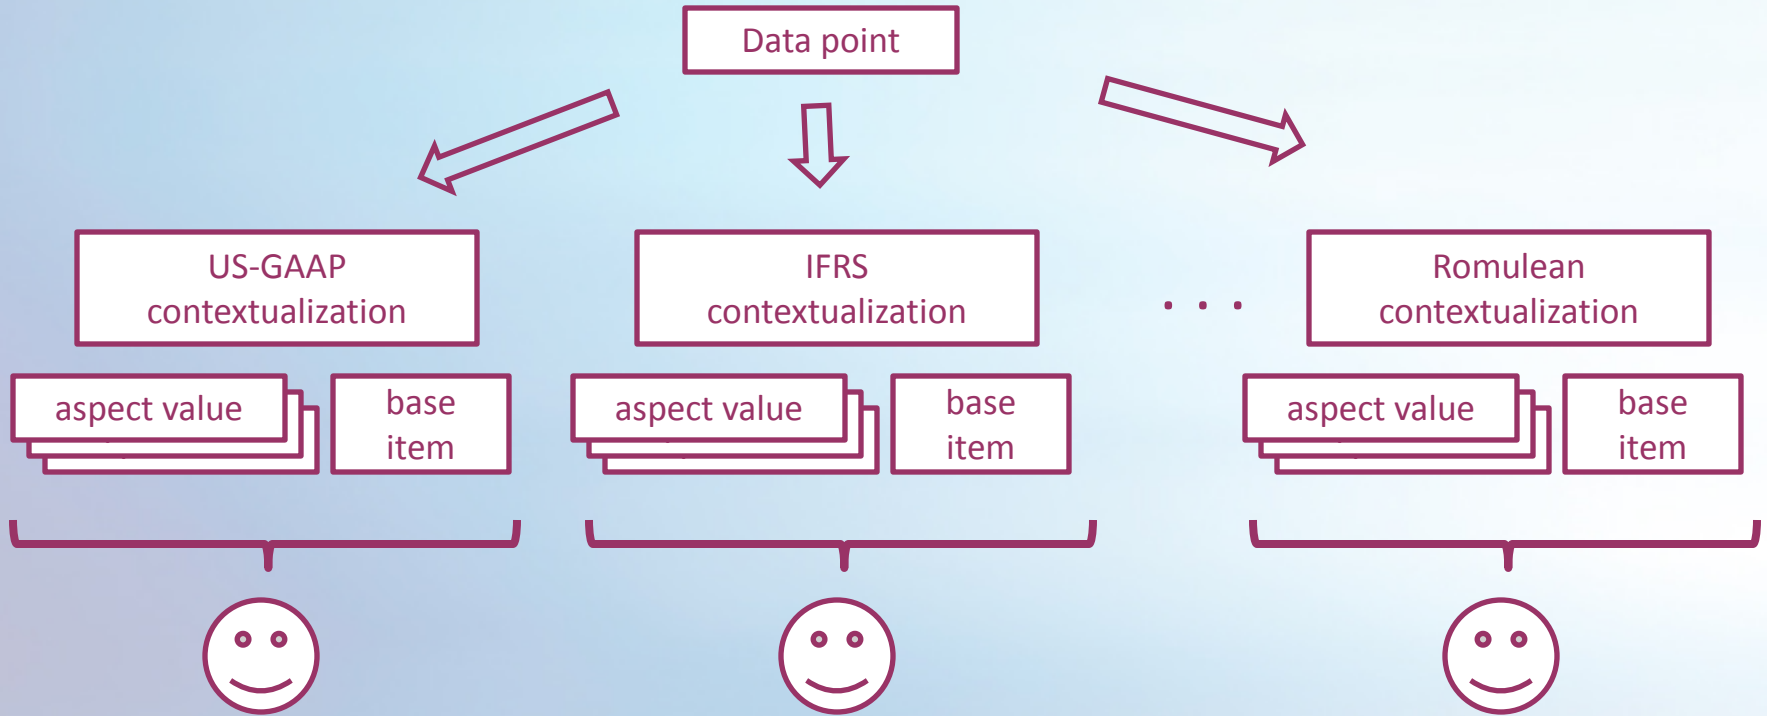 Data point
US-GAAP
contextualization
IFRS
contextualization
. . .
Romulean
contextualization
aspect value
base
item
aspect value
base
item
aspect value
base
item